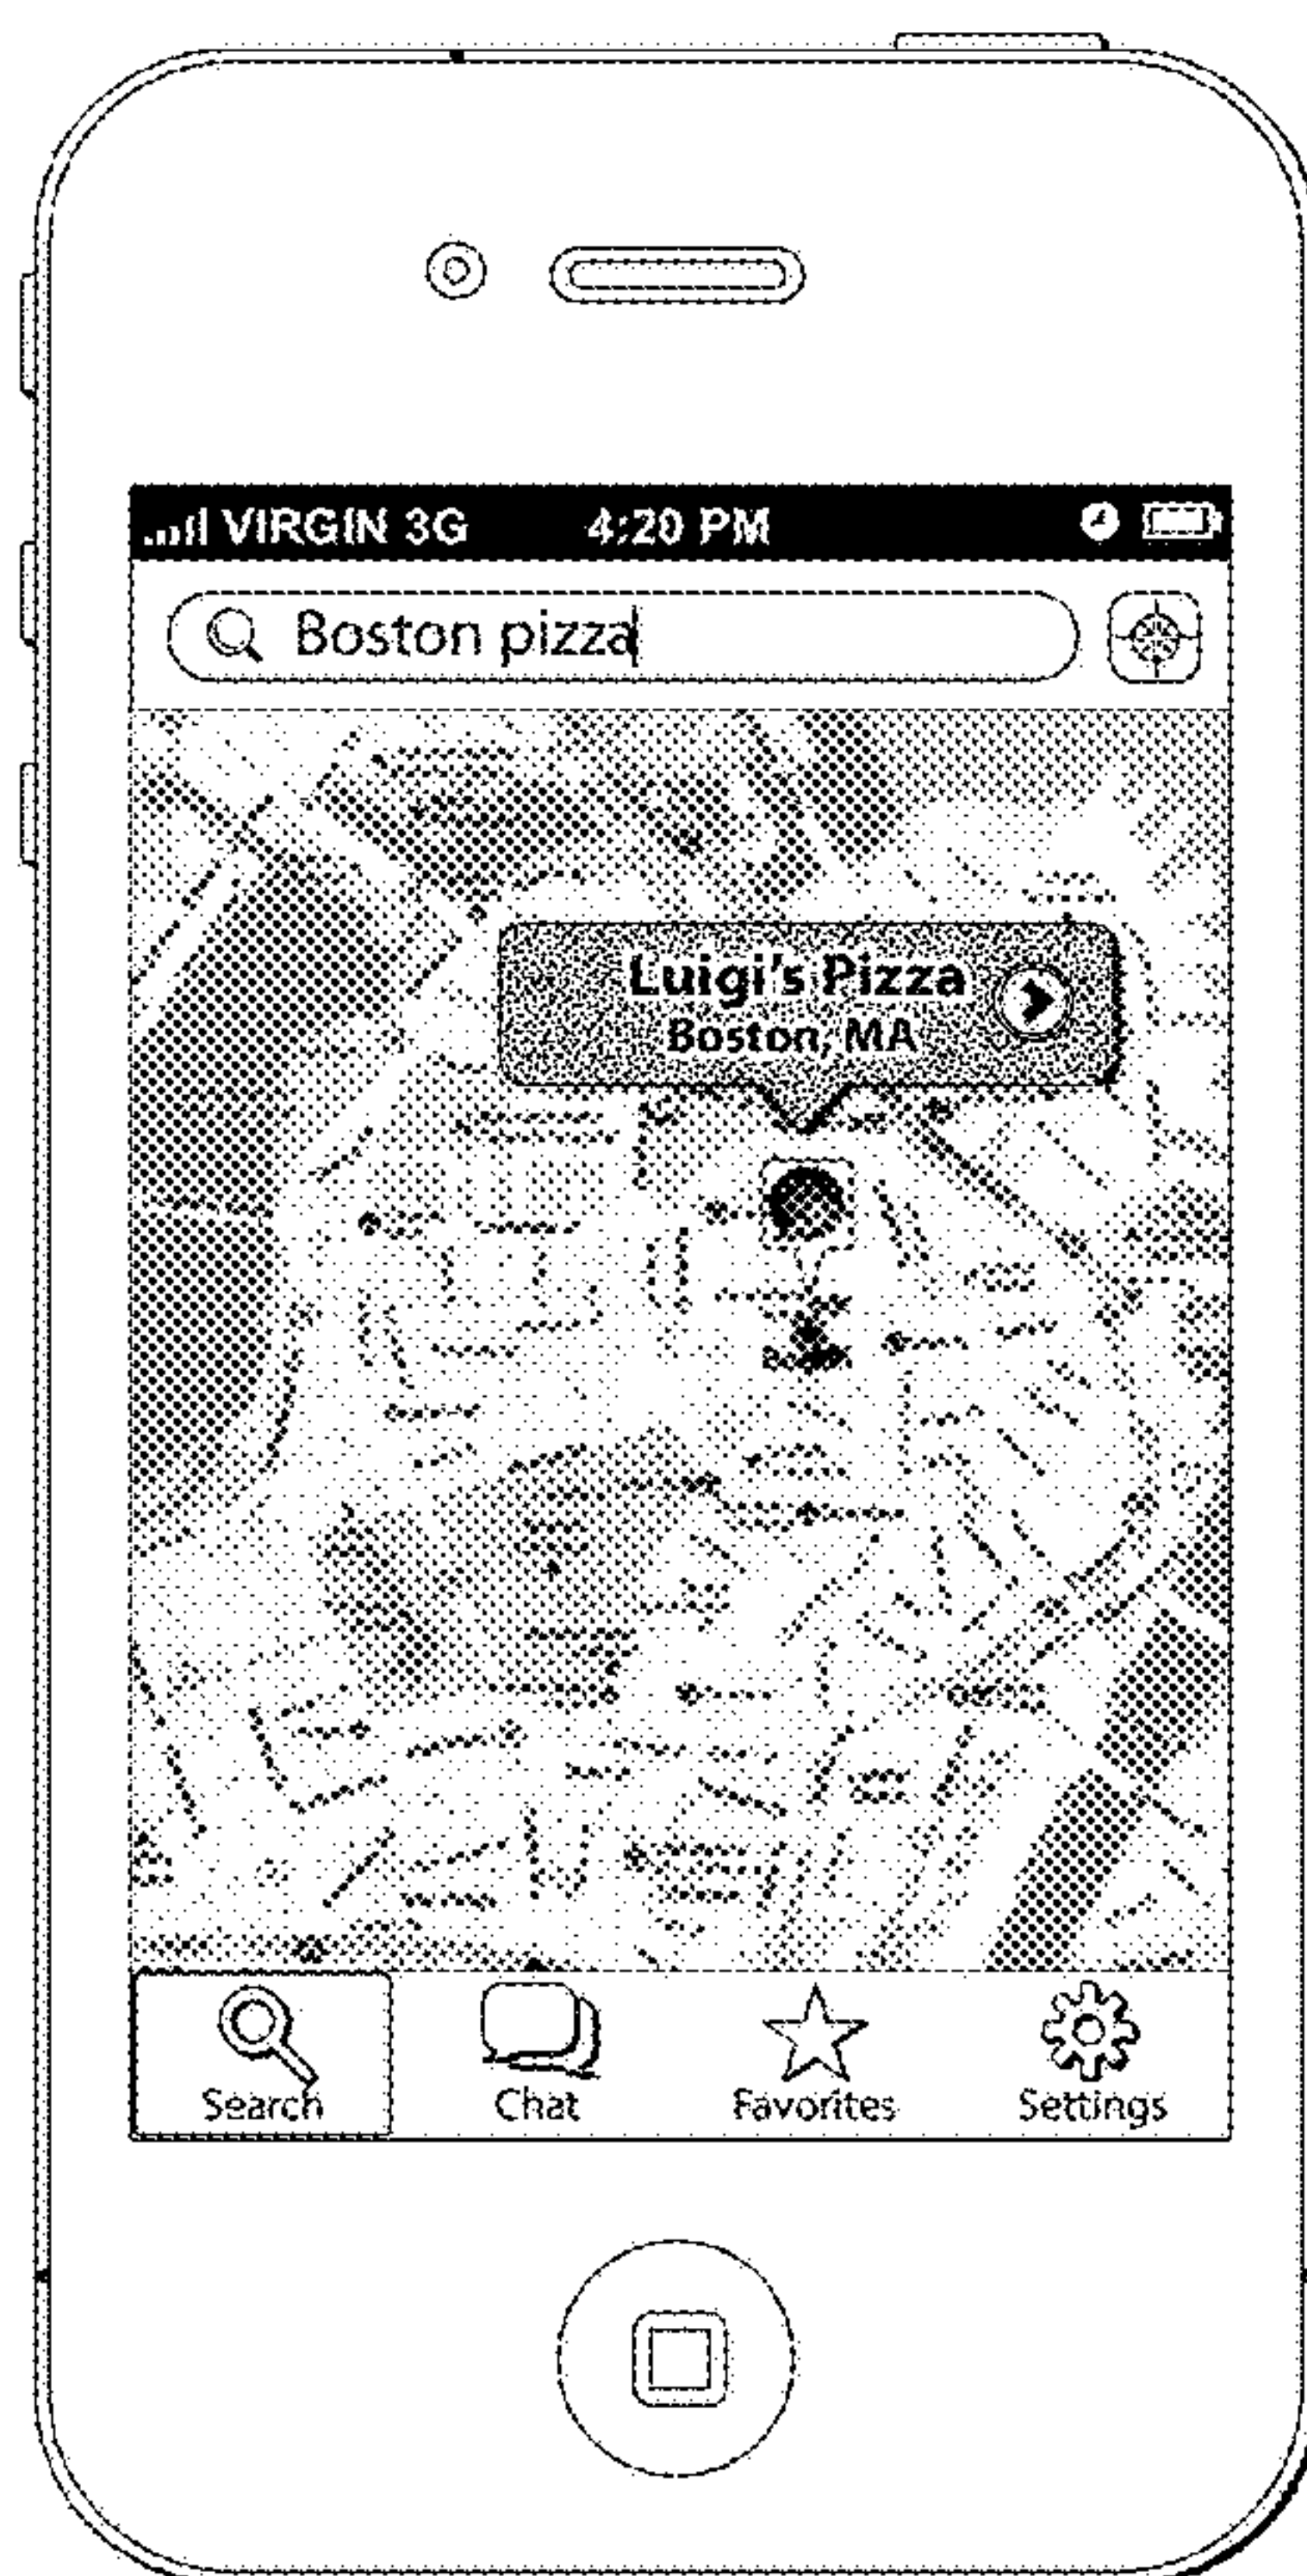 VIRGIN 3G 4:20 PM
Boston pizza
Luigi's Pizza
Boston, MA
Search Chat Favorites Settings